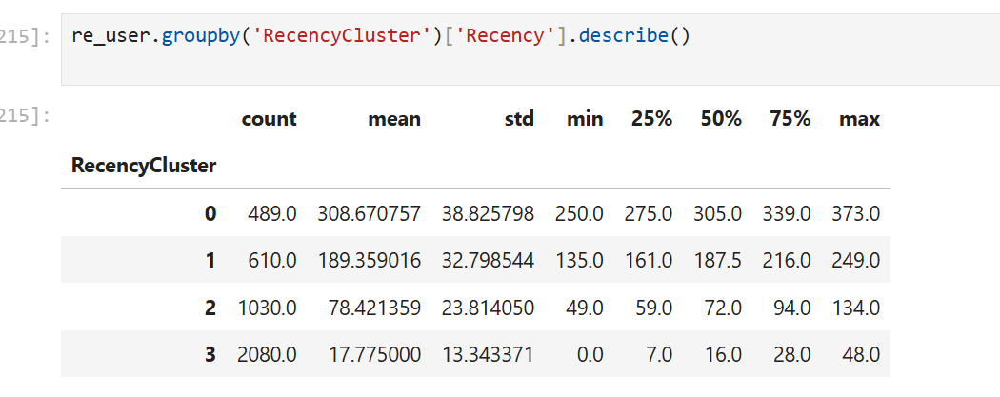 215]: re_user.groupby('RecencyCluster')['Recency'].describe()
215]:
count mean std min 25% 50% 75% max
RecencyCluster
0 489.0 308.670757 38.825798 250.0 275.0 305.0 339.0 373.0
1 610.0 189.359016 32.798544 135.0 161.0 187.5 216.0 249.0
2 1030.0 78.421359 23.814050 49.0 59.0 72.0 94.0 134.0
3 2080.0 17.775000 13.343371 0.0 7.0 16.0 28.0 48.0